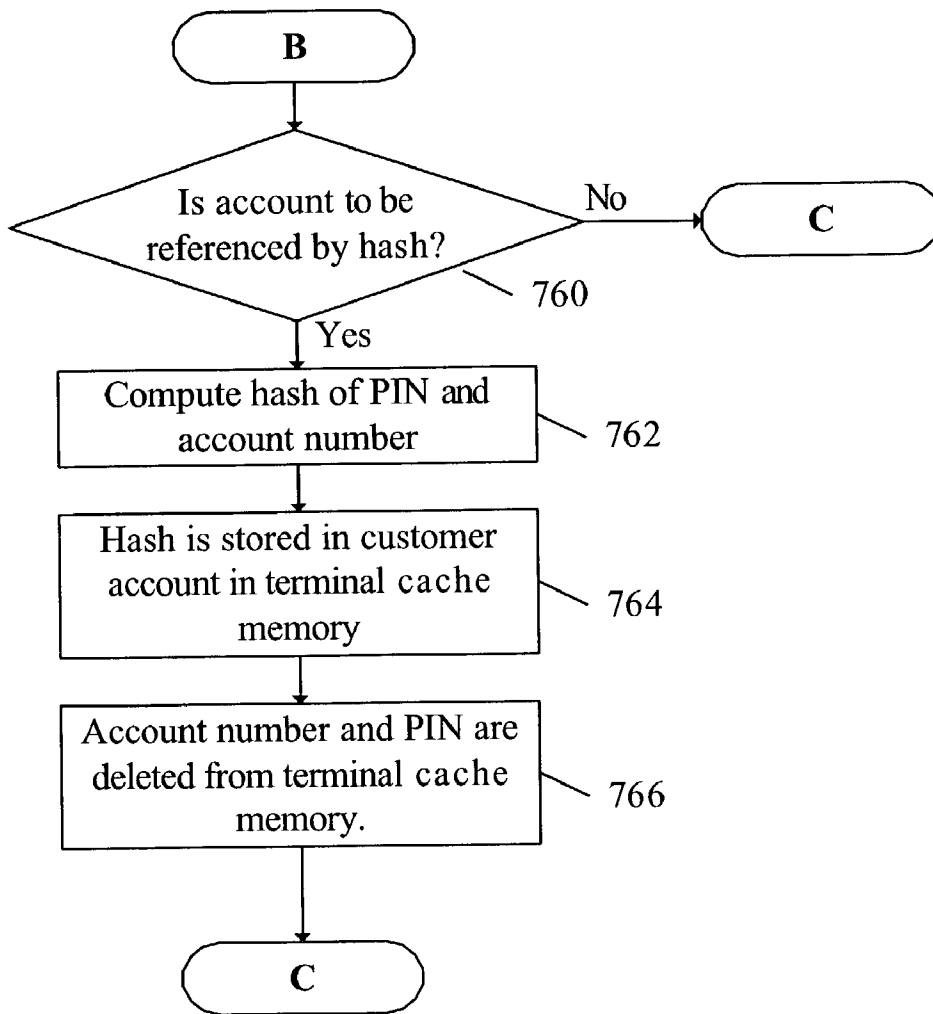 B
Is account to be
referenced by hash?
No
C
760
Yes
Compute hash of PIN and
account number
762
Hash is stored in customer
account in terminal cache
memory
764
Account number and PIN are
deleted from terminal cache
memory.
766
C